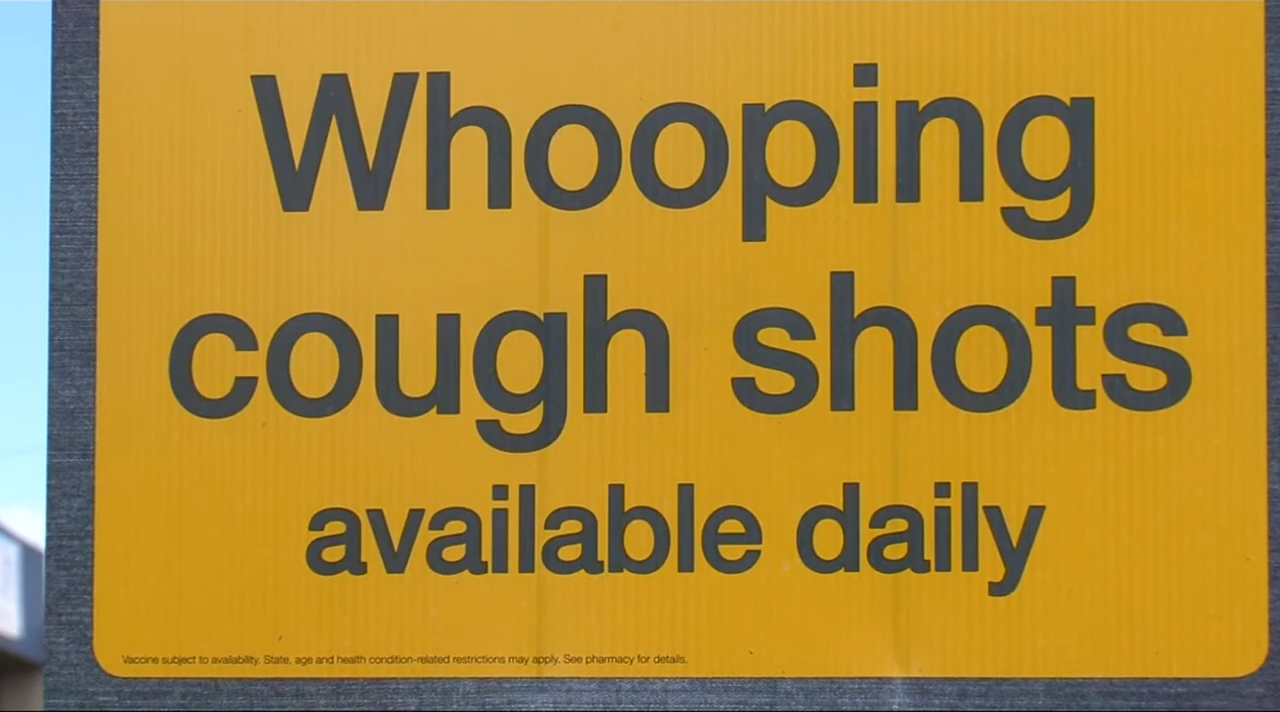 Whooping
cough shots
available daily
Vaccine subject to availability. State, age and health condition-related restrictions may apply. See pharmacy for details.